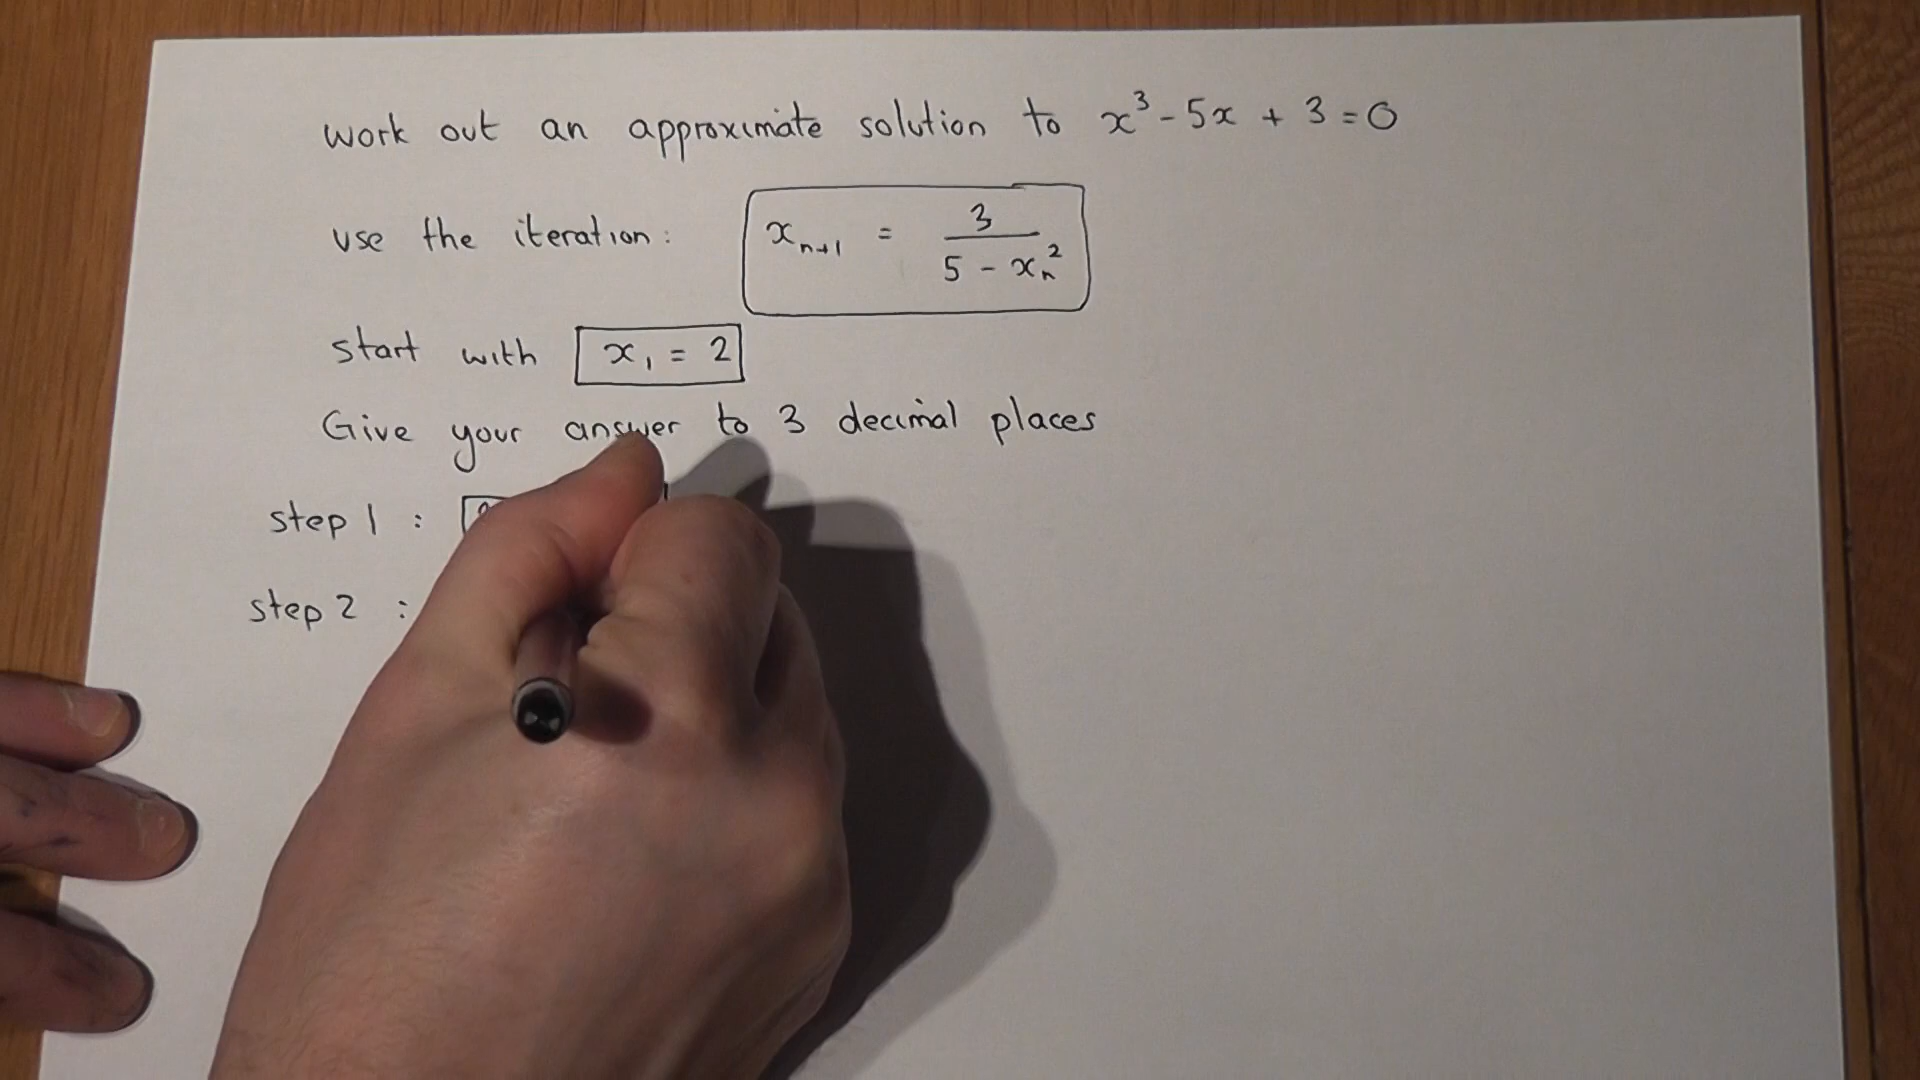 work out an approximate solution to x³ - 5x + 3 = 0
use the iteration: xₙ₊₁ = 3 / (5 - xₙ²)
start with x₁ = 2
Give your answer to 3 decimal places
step 1 :
step 2 :